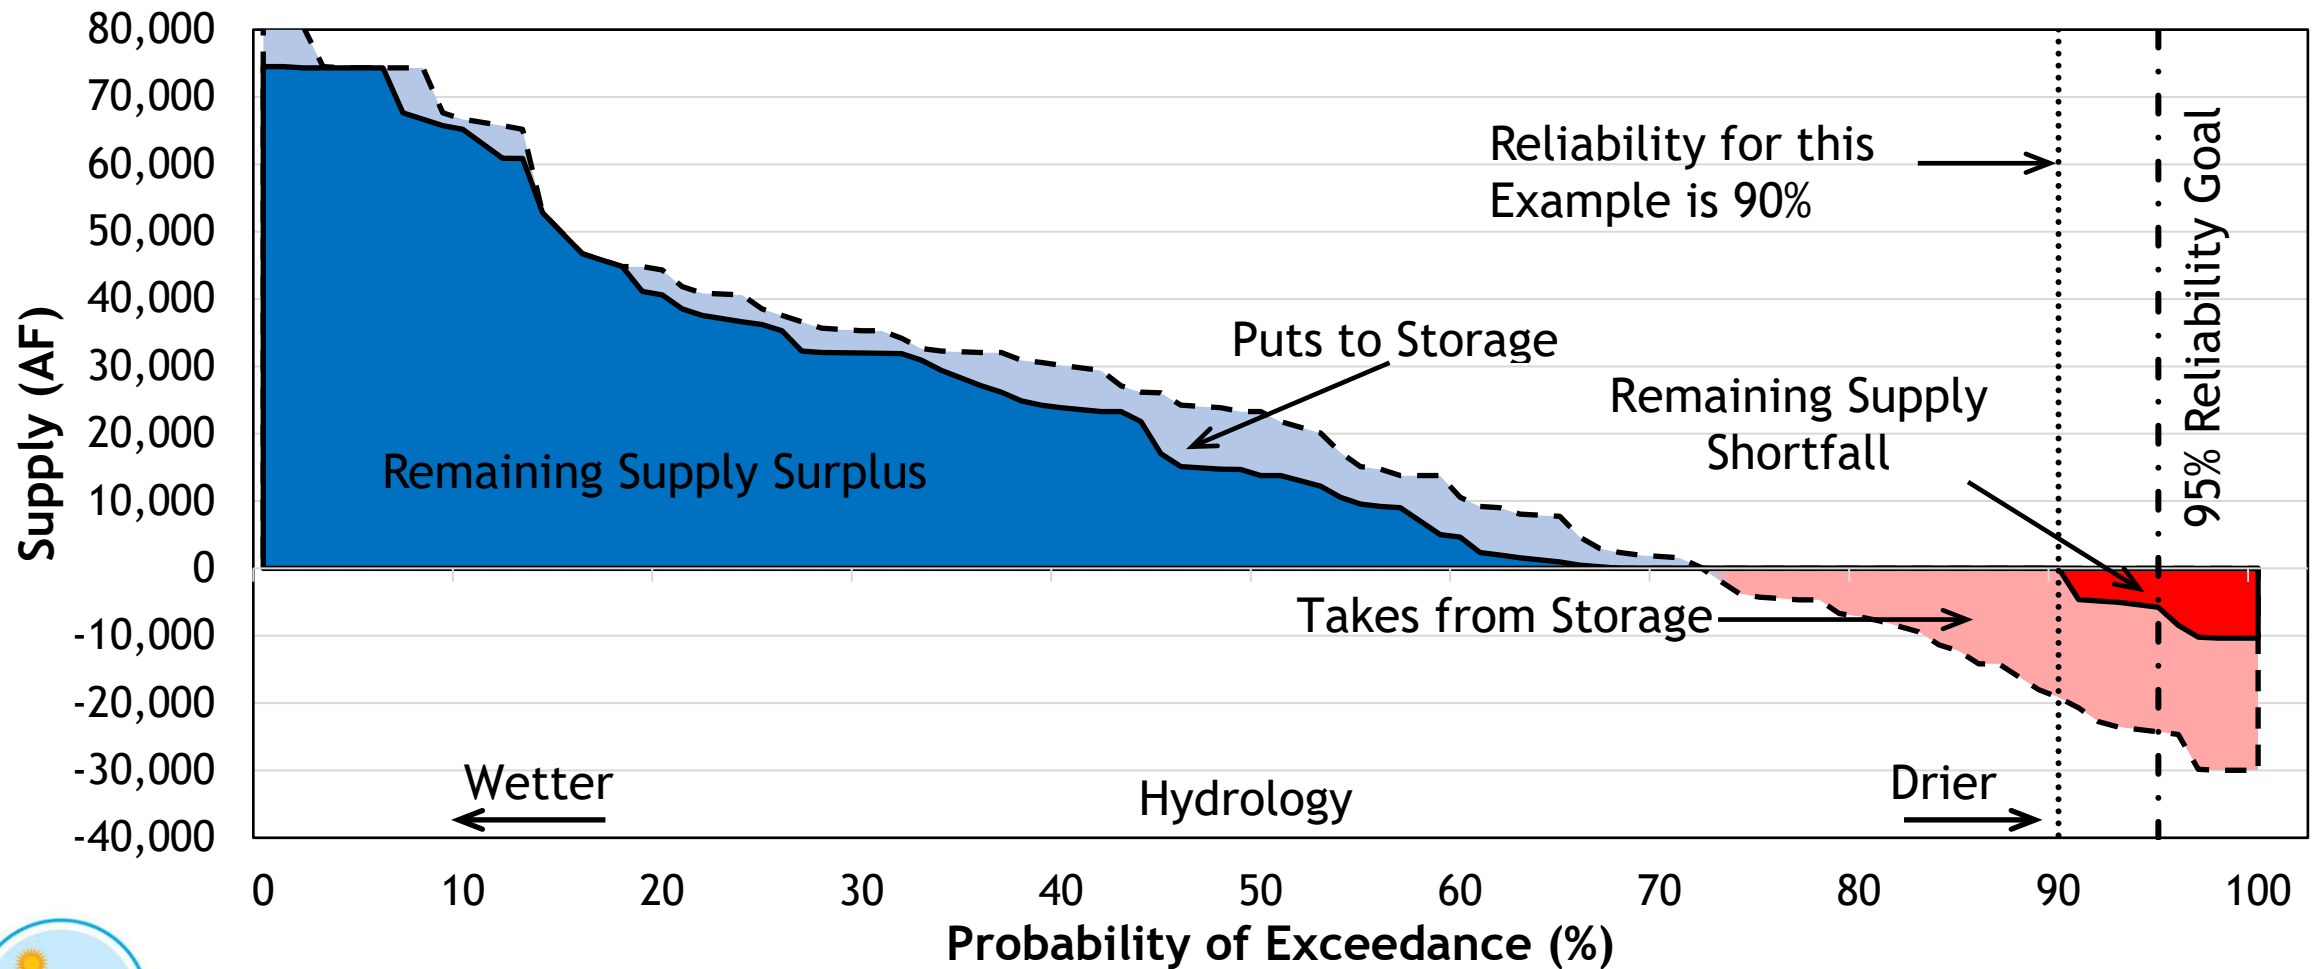 80,000
70,000
60,000
50,000
40,000
30,000
20,000
10,000
0
-10,000
-20,000
-30,000
-40,000
Supply (AF)
Reliability for this
Example is 90%
95% Reliability Goal
Puts to Storage
Remaining Supply
Shortfall
Remaining Supply Surplus
Takes from Storage
Wetter
Hydrology
Drier
0 10 20 30 40 50 60 70 80 90 100
Probability of Exceedance (%)